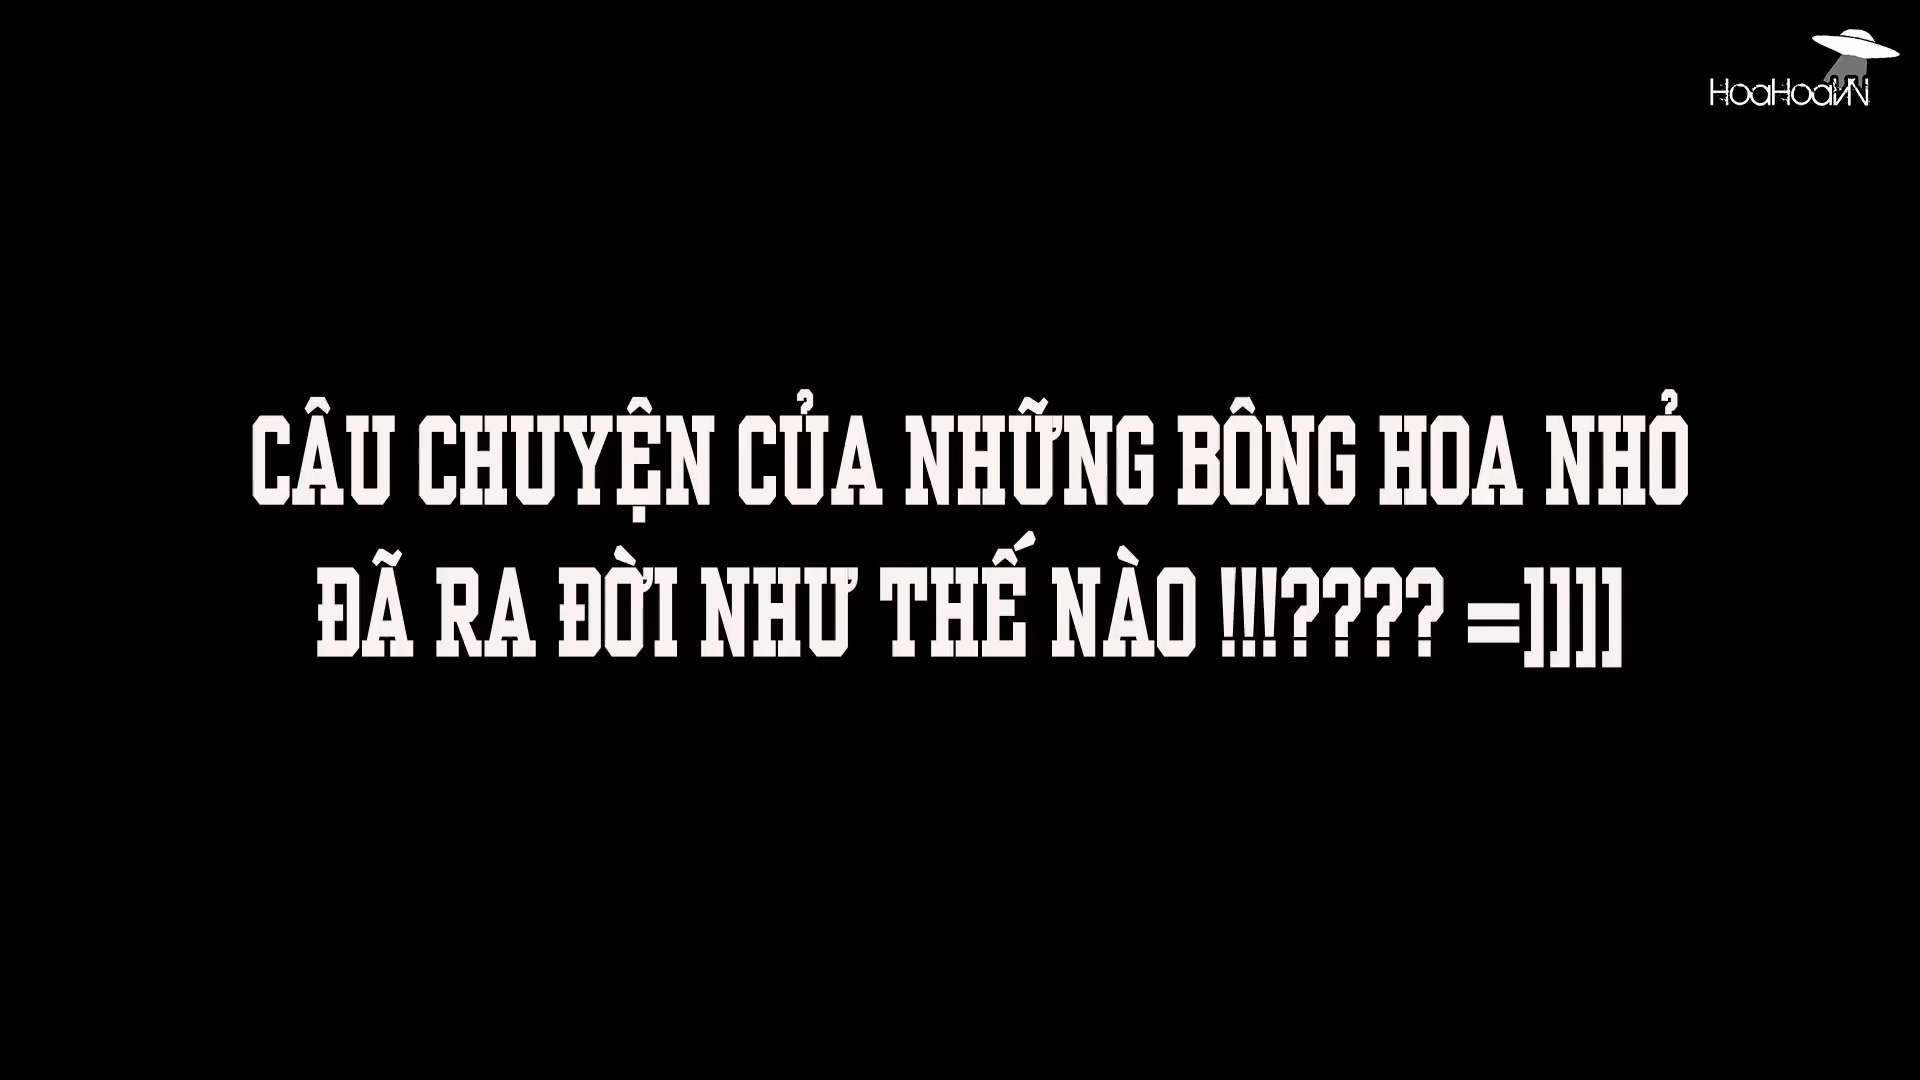 HoaHoaVN
CÂU CHUYỆN CỦA NHỮNG BÔNG HOA NHỎ
ĐÃ RA ĐỜI NHƯ THẾ NÀO !!!???? =]]]]